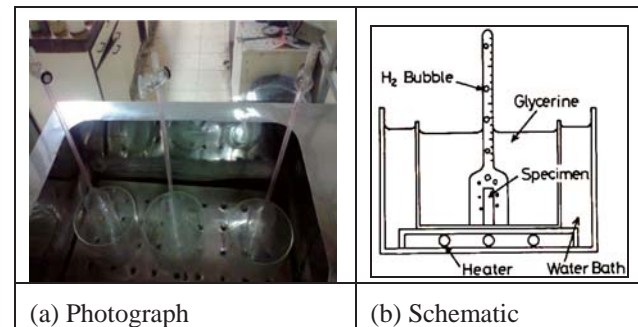 H₂ Bubble
Glycerine
Specimen
Heater
Water Bath
(a) Photograph
(b) Schematic